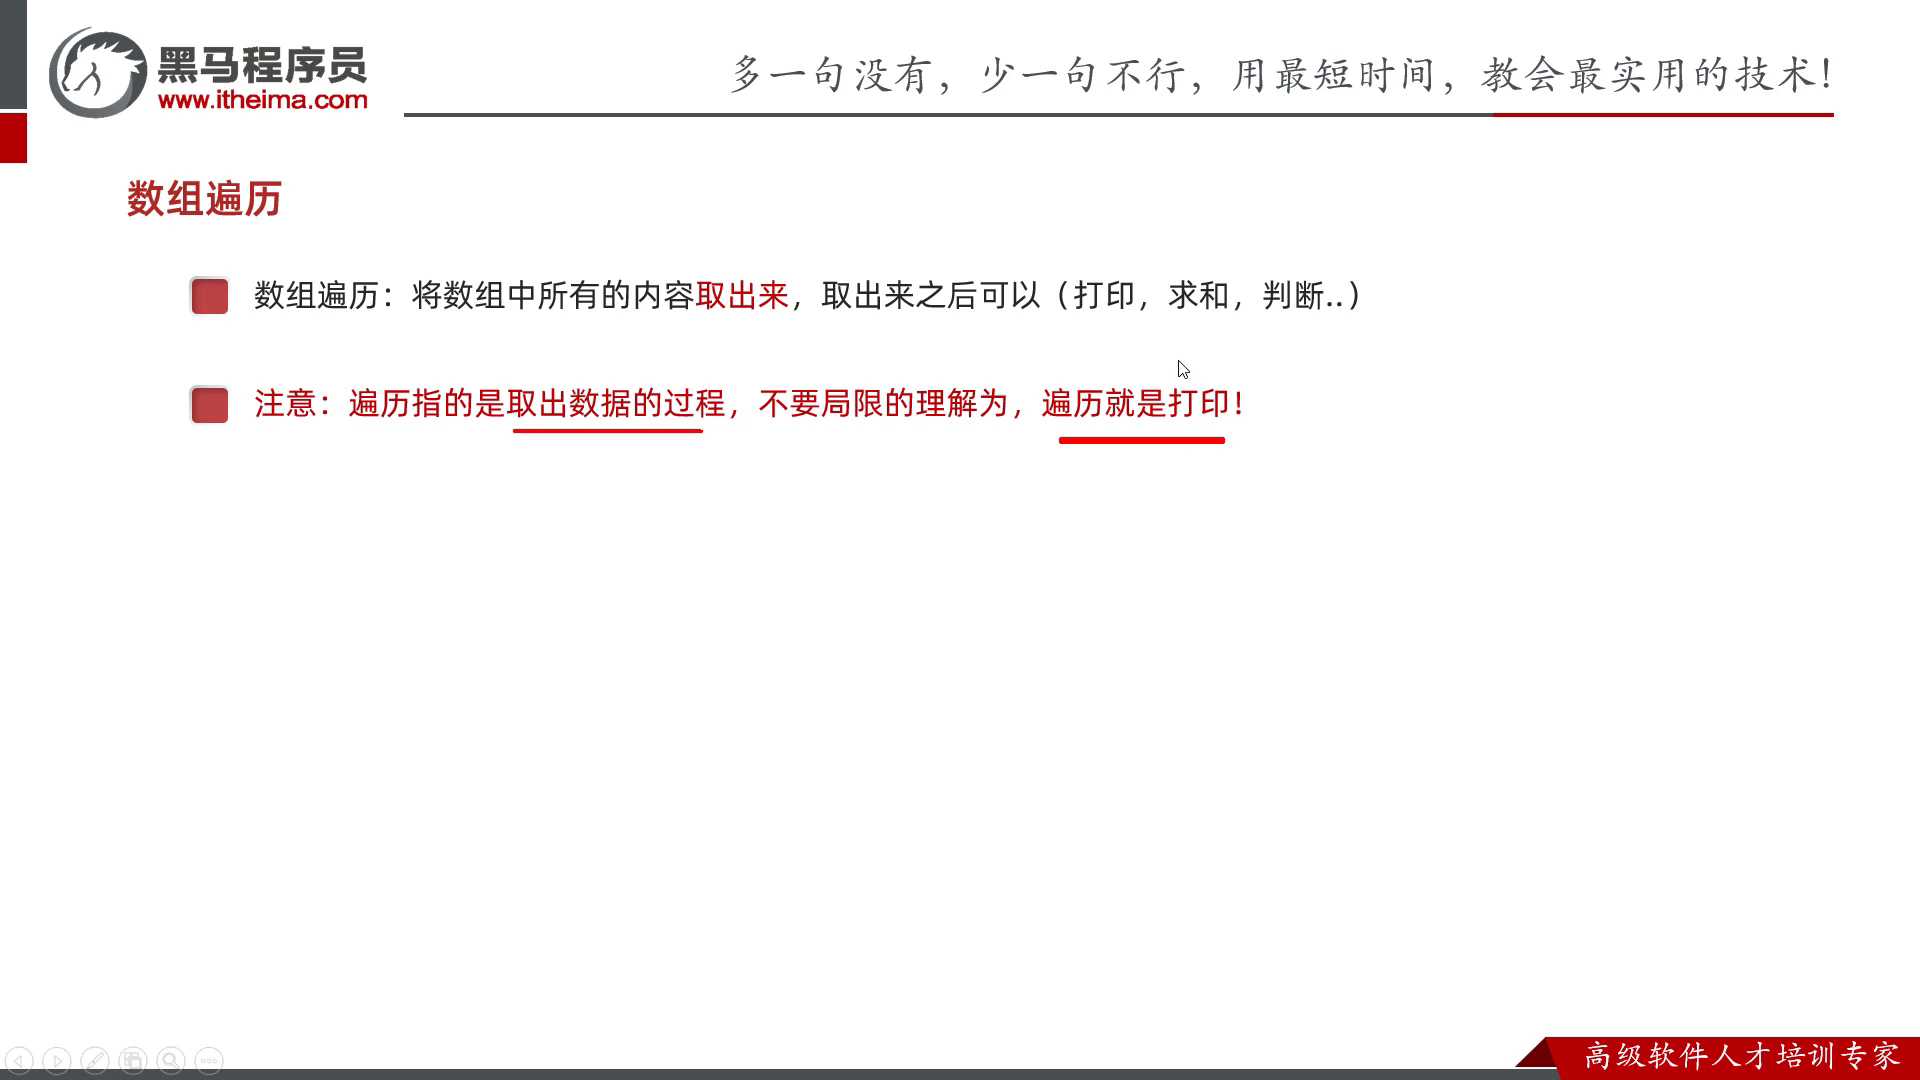 黑马程序员
www.itheima.com
多一句没有，少一句不行，用最短时间，教会最实用的技术！
数组遍历
数组遍历：将数组中所有的内容取出来，取出来之后可以（打印，求和，判断..）
注意：遍历指的是取出数据的过程，不要局限的理解为，遍历就是打印！
高级软件人才培训专家